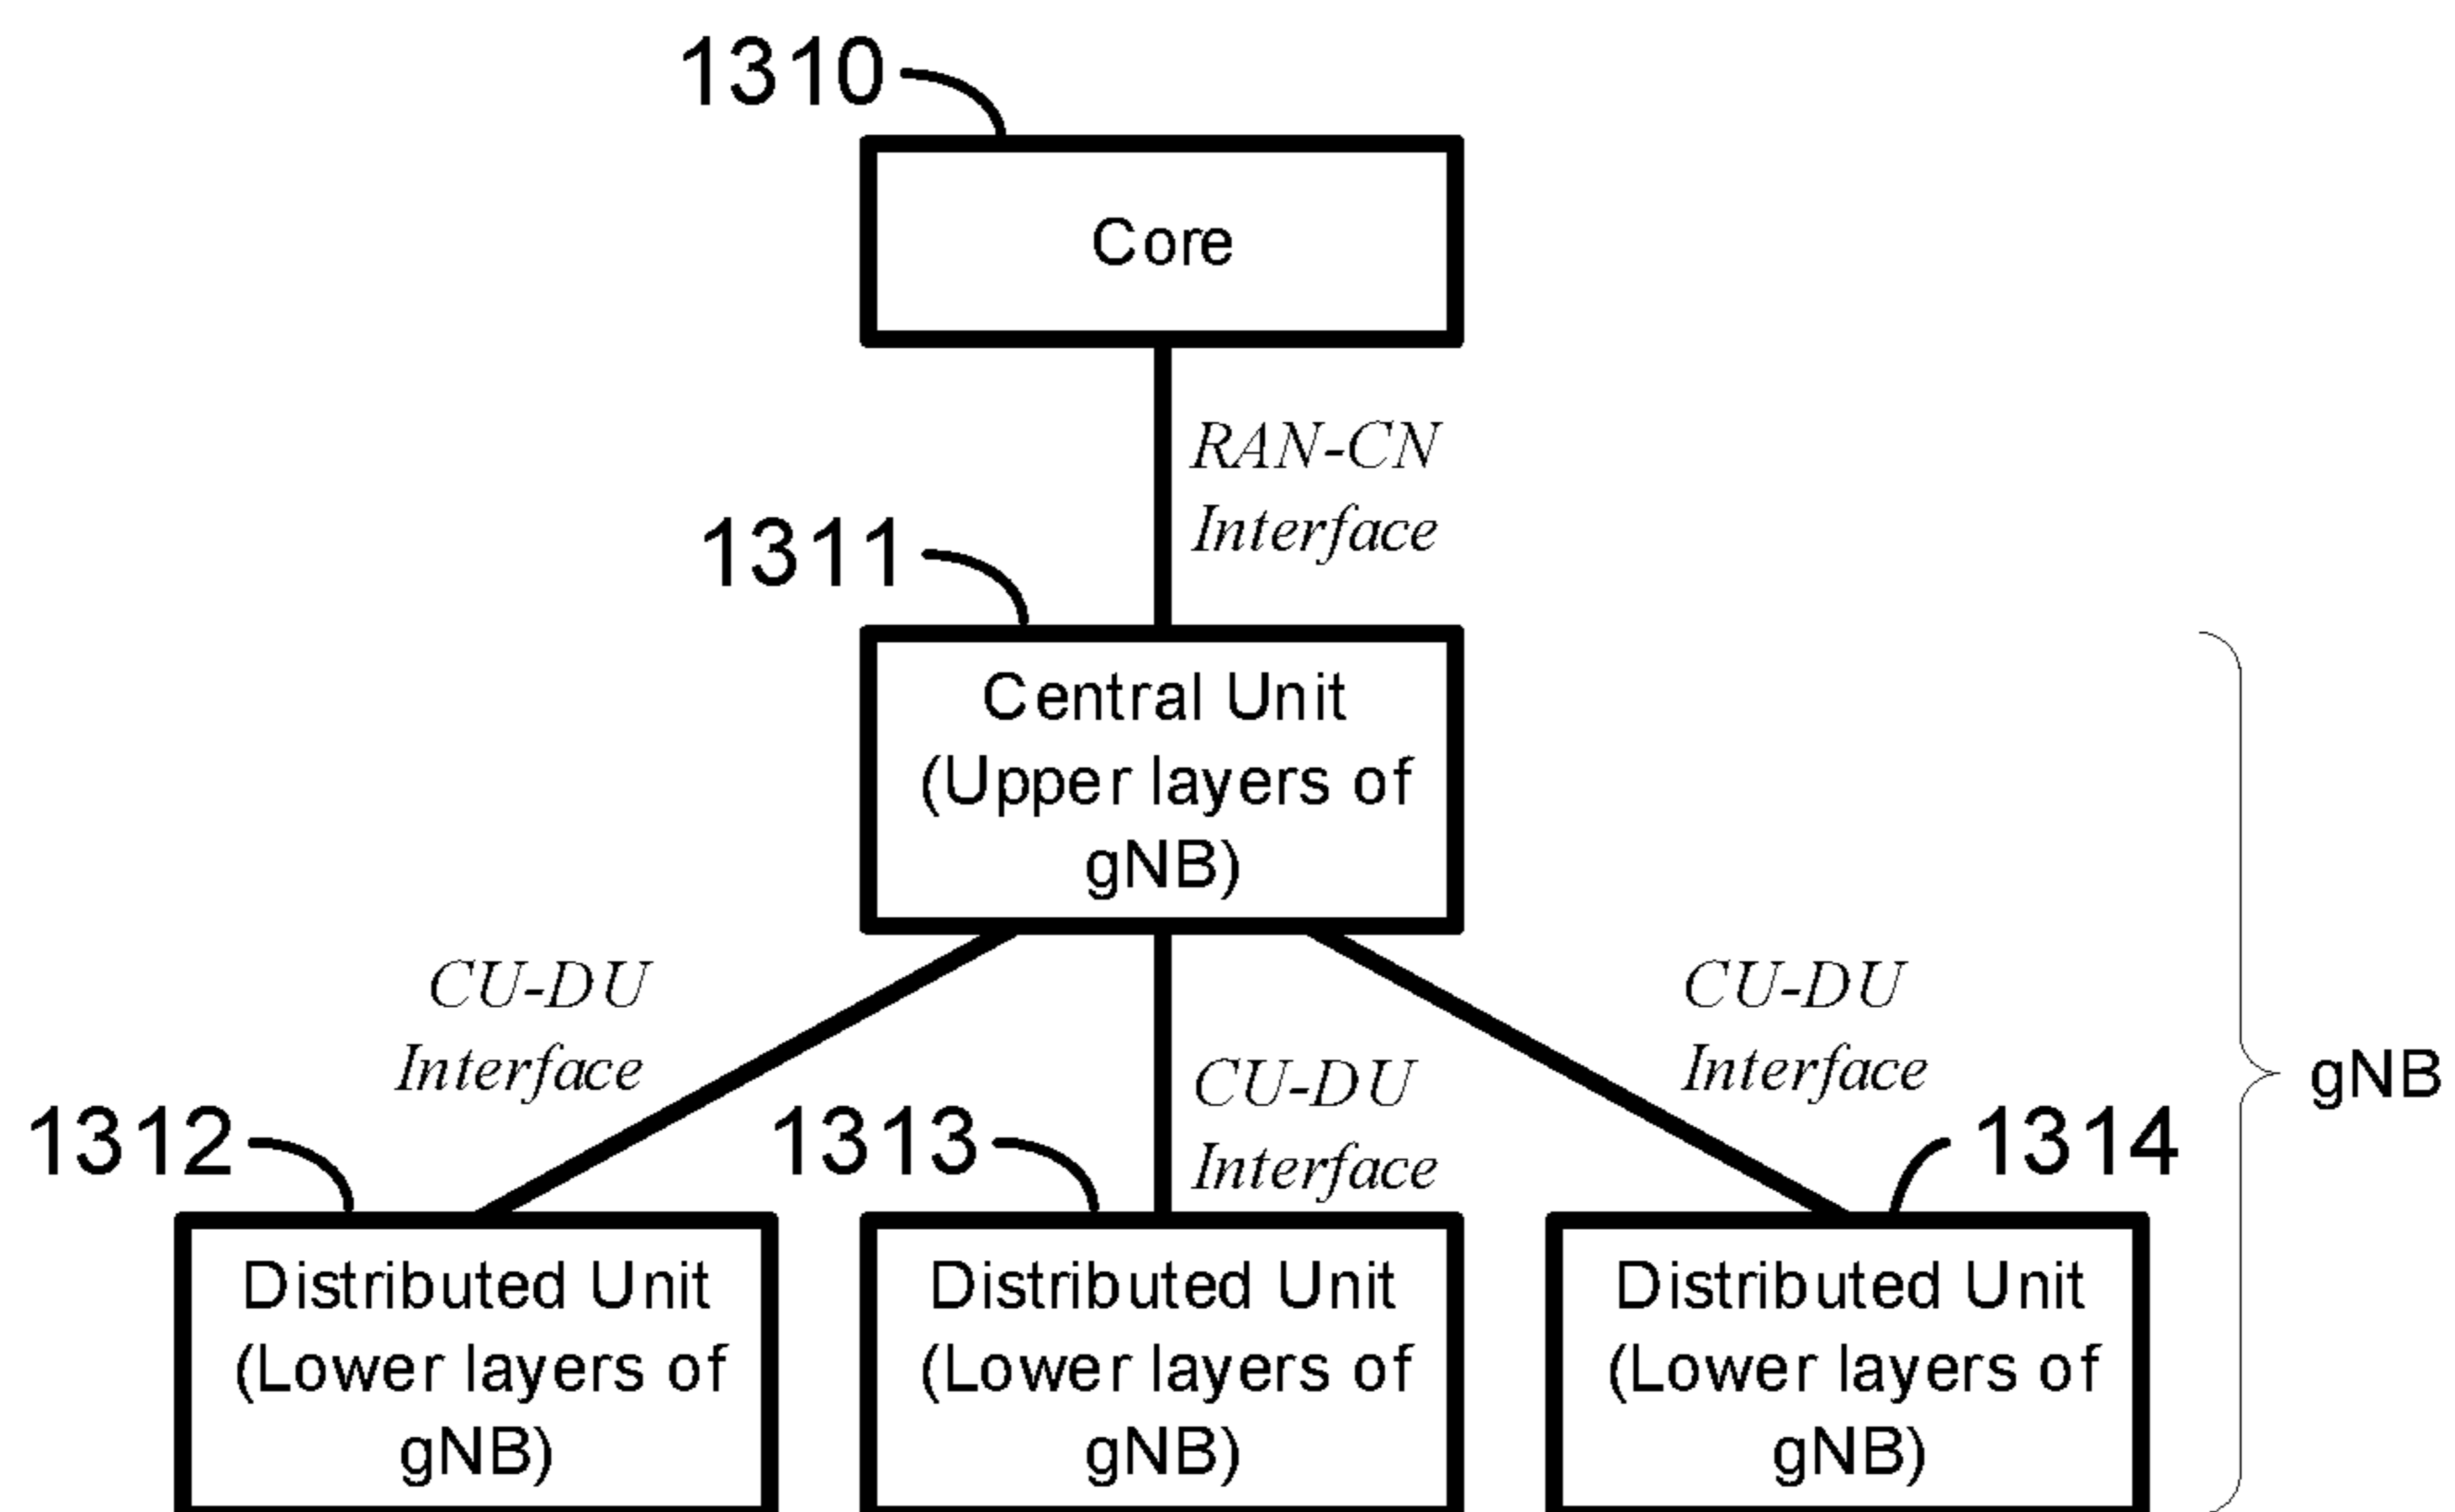 1310
Core
RAN-CN
Interface
1311
Central Unit
(Upper layers of
gNB)
CU-DU
Interface
CU-DU
Interface
CU-DU
Interface
gNB
1312
1313
1314
Distributed Unit
(Lower layers of
gNB)
Distributed Unit
(Lower layers of
gNB)
Distributed Unit
(Lower layers of
gNB)